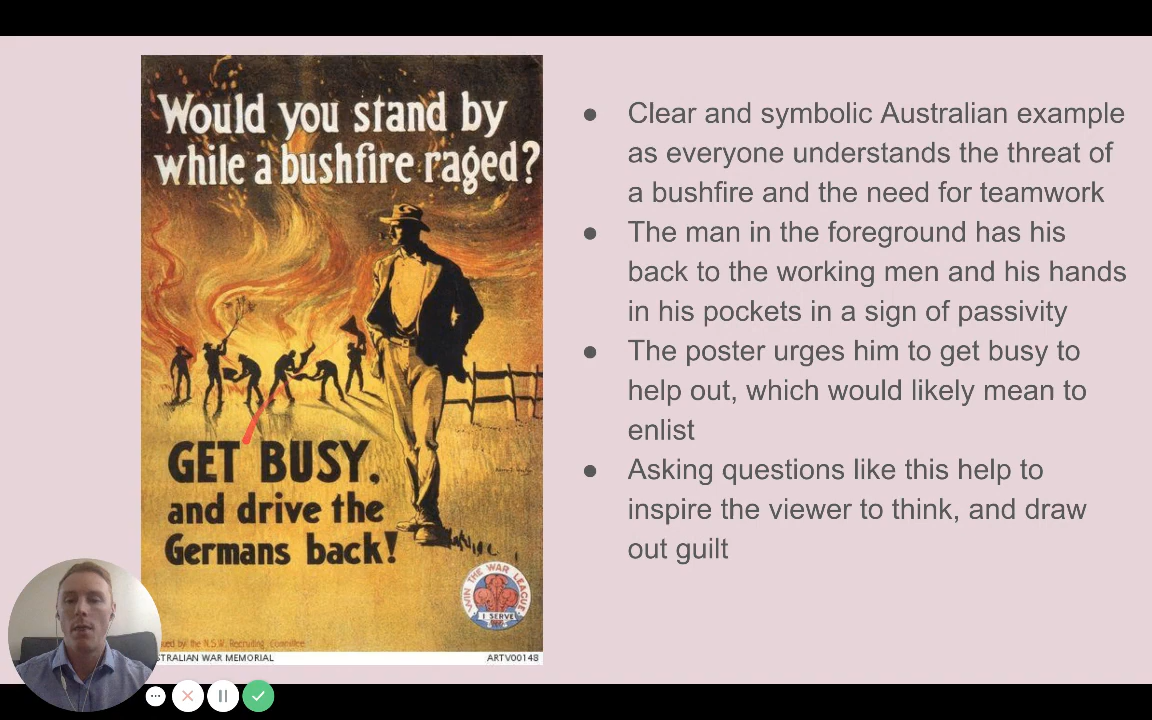 Would you stand by
while a bushfire raged?
GET BUSY,
and drive the
Germans back!
WIN THE WAR LEAGUE
I SERVE
by the N.S.W. Recruiting Committee
AUSTRALIAN WAR MEMORIAL
ARTV00148
● Clear and symbolic Australian example
as everyone understands the threat of
a bushfire and the need for teamwork
● The man in the foreground has his
back to the working men and his hands
in his pockets in a sign of passivity
● The poster urges him to get busy to
help out, which would likely mean to
enlist
● Asking questions like this help to
inspire the viewer to think, and draw
out guilt